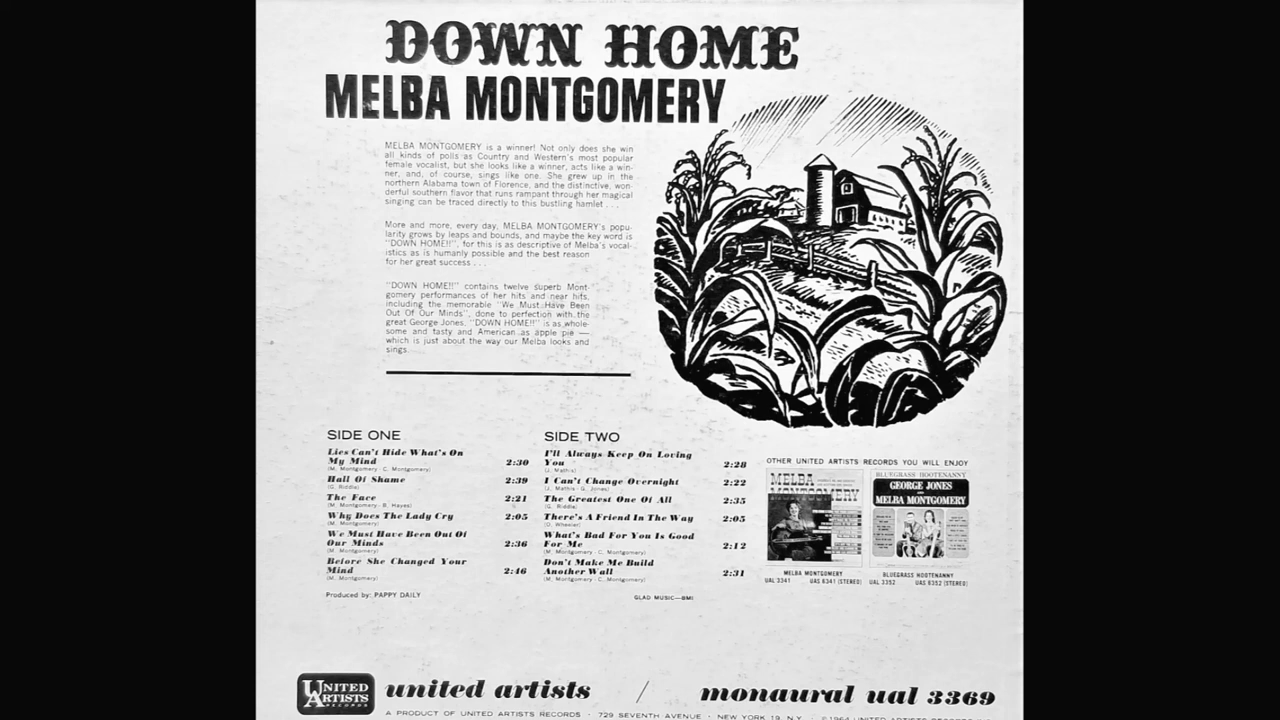 DOWN HOME
MELBA MONTGOMERY
MELBA MONTGOMERY is a winner! Not only does she win
all kinds of polls as Country and Western's most popular
female vocalist, but she looks like a winner, acts like a win-
ner, and, of course, sings like one. She grew up in the
northern Alabama town of Florence, and the distinctive, won-
derful southern flavor that runs rampant through her magical
singing can be traced directly to this bustling hamlet . . .
More and more, every day, MELBA MONTGOMERY's popu-
larity grows by leaps and bounds, and maybe the key word is
"DOWN HOME!!", for this is as descriptive of Melba's vocal-
istics as is humanly possible and the best reason
for her great success . . .
"DOWN HOME!!" contains twelve superb Mont-
gomery performances of her hits and near hits,
including the memorable "We Must Have Been
Out Of Our Minds", done to perfection with the
great George Jones. "DOWN HOME!!" is as whole-
some and tasty and American as apple pie —
which is just about the way our Melba looks and
sings.
SIDE ONE
Lies Can't Hide What's On
My Mind 2:30
(M. Montgomery - C. Montgomery)
Hall Of Shame 2:39
(G. Riddle)
The Face 2:21
(M. Montgomery - B. Hayes)
Why Does The Lady Cry 2:05
(M. Montgomery)
We Must Have Been Out Of
Our Minds 2:36
(M. Montgomery)
Before She Changed Your
Mind 2:46
(M. Montgomery)
Produced by: PAPPY DAILY
SIDE TWO
I'll Always Keep On Loving
You 2:28
(J. Mathis)
I Can't Change Overnight 2:22
(J. Mathis - G. Jones)
The Greatest One Of All 2:35
(G. Riddle)
There's A Friend In The Way 2:05
(D. Wheeler)
What's Bad For You Is Good
For Me 2:12
(M. Montgomery - C. Montgomery)
Don't Make Me Build
Another Wall 2:31
(M. Montgomery - C. Montgomery)
GLAD MUSIC—BMI
OTHER UNITED ARTISTS RECORDS YOU WILL ENJOY
MELBA
MONTGOMERY
BLUEGRASS HOOTENANNY
GEORGE JONES
AND
MELBA MONTGOMERY
MELBA MONTGOMERY
UAL 3341 UAS 6341 (STEREO)
BLUEGRASS HOOTENANNY
UAL 3352 UAS 6352 (STEREO)
UNITED
ARTISTS
RECORDS
united artists / monaural ual 3369
A PRODUCT OF UNITED ARTISTS RECORDS · 729 SEVENTH AVENUE · NEW YORK 19, N.Y. · ©1964 UNITED ARTISTS RECORDS